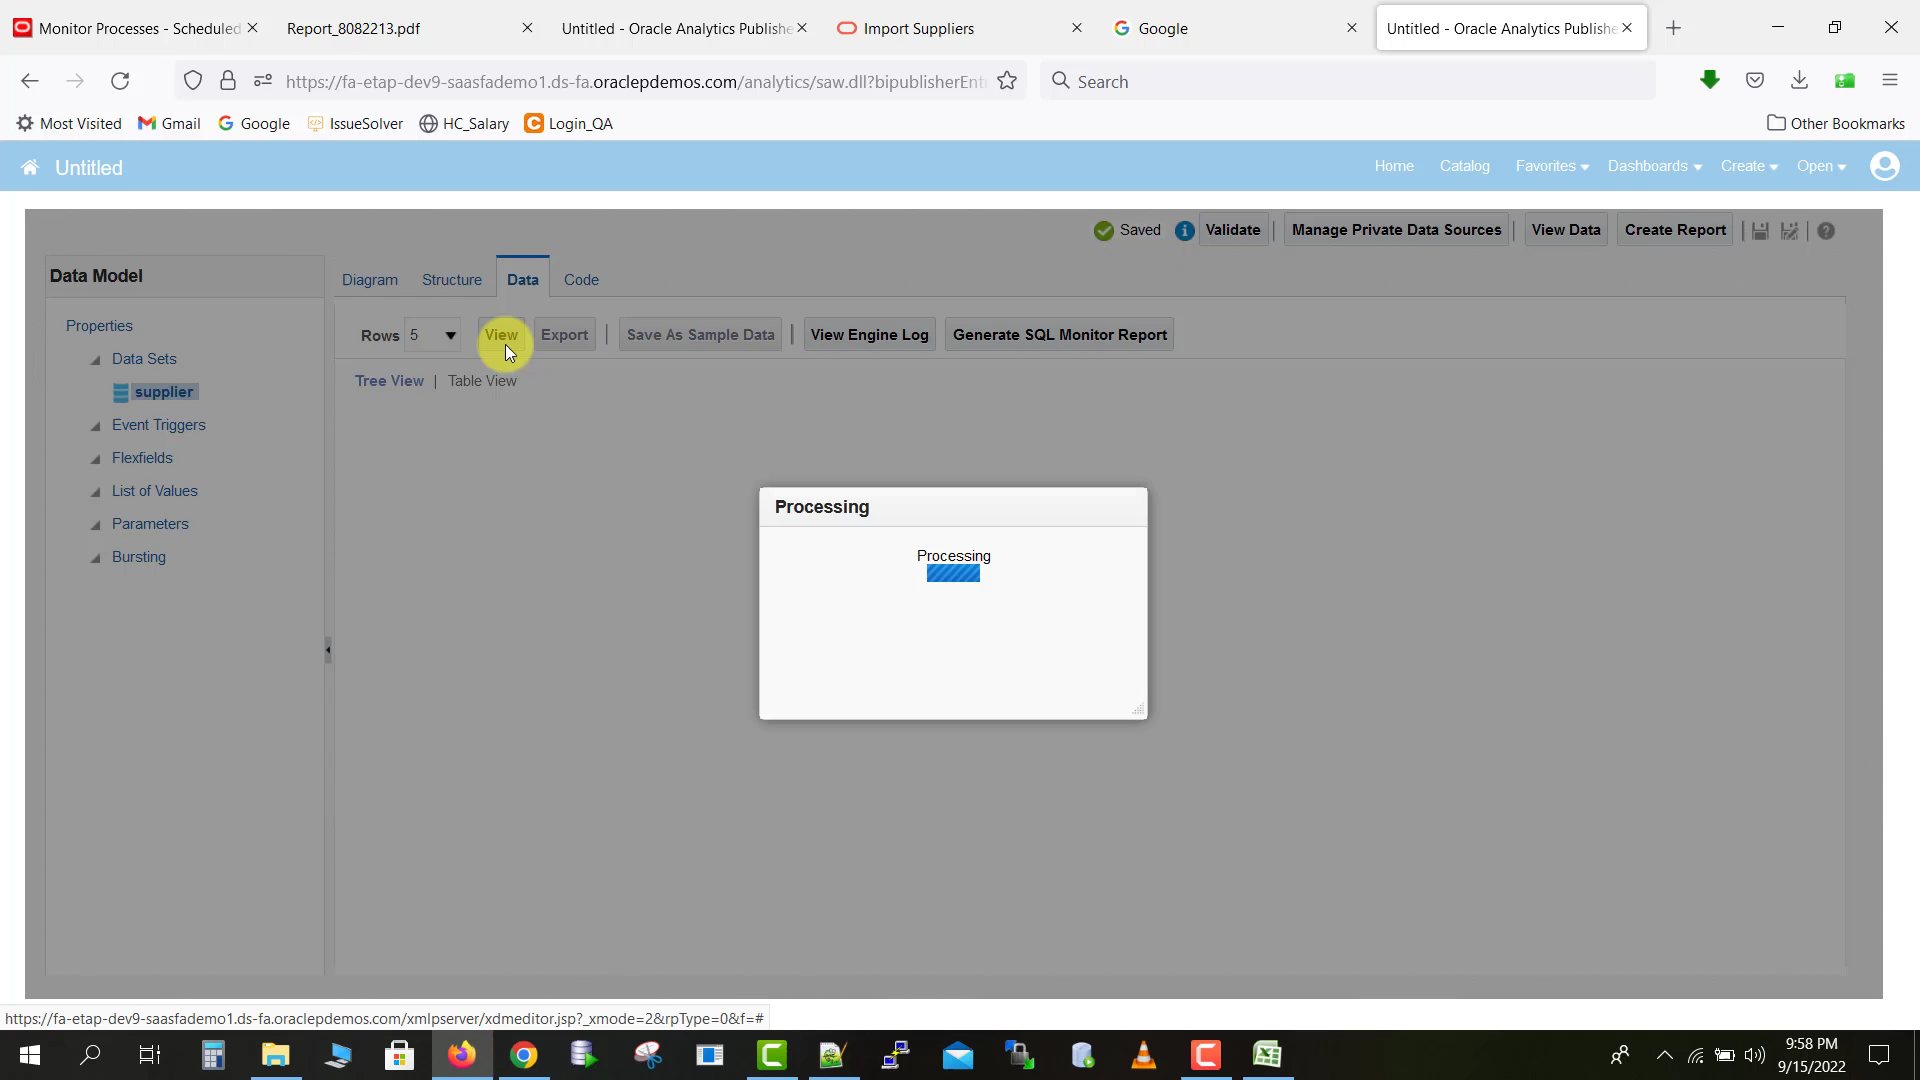 Monitor Processes - Scheduled
Report_8082213.pdf
Untitled - Oracle Analytics Publishe
Import Suppliers
Google
Untitled - Oracle Analytics Publishe
https://fa-etap-dev9-saasfademo1.ds-fa.oraclepdemos.com/analytics/saw.dll?bipublisherEnt
Search
Most Visited
Gmail
Google
IssueSolver
HC_Salary
Login_QA
Other Bookmarks
Untitled
Home
Catalog
Favorites
Dashboards
Create
Open
Saved
Validate
Manage Private Data Sources
View Data
Create Report
Data Model
Diagram
Structure
Data
Code
Properties
Data Sets
supplier
Event Triggers
Flexfields
List of Values
Parameters
Bursting
Rows 5
View
Export
Save As Sample Data
View Engine Log
Generate SQL Monitor Report
Tree View | Table View
Processing
Processing
https://fa-etap-dev9-saasfademo1.ds-fa.oraclepdemos.com/xmlpserver/xdmeditor.jsp?_xmode=2&rpType=0&f=#
9:58 PM
9/15/2022